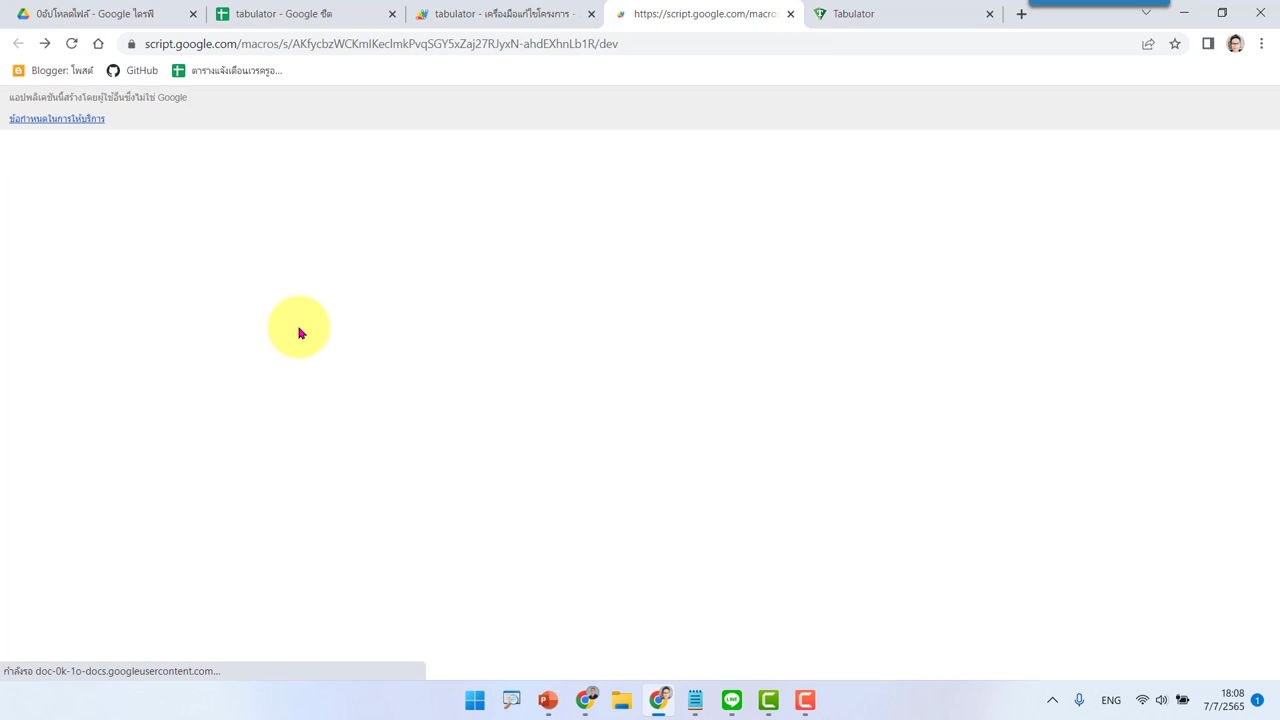 0อัปโหลดไฟล์ - Google ไดรฟ์
tabulator - Google ชีต
tabulator - เครื่องมือแก้ไขโครงการ -
https://script.google.com/macros
Tabulator
script.google.com/macros/s/AKfycbzWCKmIKeclmkPvqSGY5xZaj27RJyxN-ahdEXhnLb1R/dev
Blogger: โพสต์
GitHub
ตารางแจ้งเตือนเวรครูอ...
แอปพลิเคชันนี้สร้างโดยผู้ใช้อื่นซึ่งไม่ใช่ Google
ข้อกำหนดในการให้บริการ
กำลังรอ doc-0k-1o-docs.googleusercontent.com...
ENG
18:08
7/7/2565
1